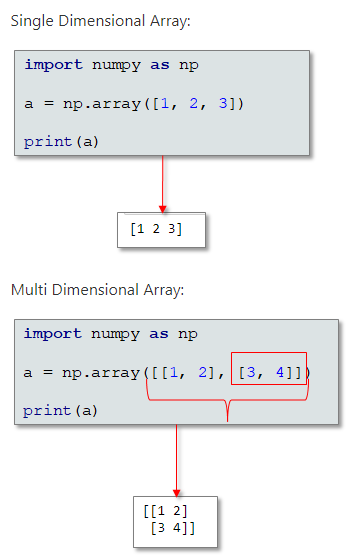 Single Dimensional Array:
import numpy as np
a = np.array([1, 2, 3])
print(a)
[1 2 3]
Multi Dimensional Array:
import numpy as np
a = np.array([[1, 2], [3, 4]])
print(a)
[[1 2]
[3 4]]